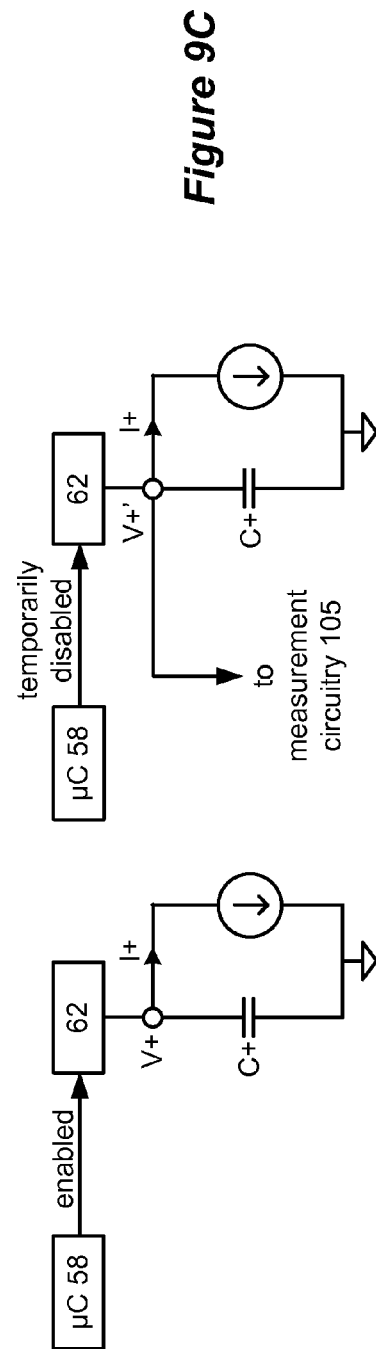 µC 58
enabled
62
V+
I+
C+
µC 58
temporarily
disabled
62
V+'
I+
C+
to
measurement
circuitry 105
Figure 9C